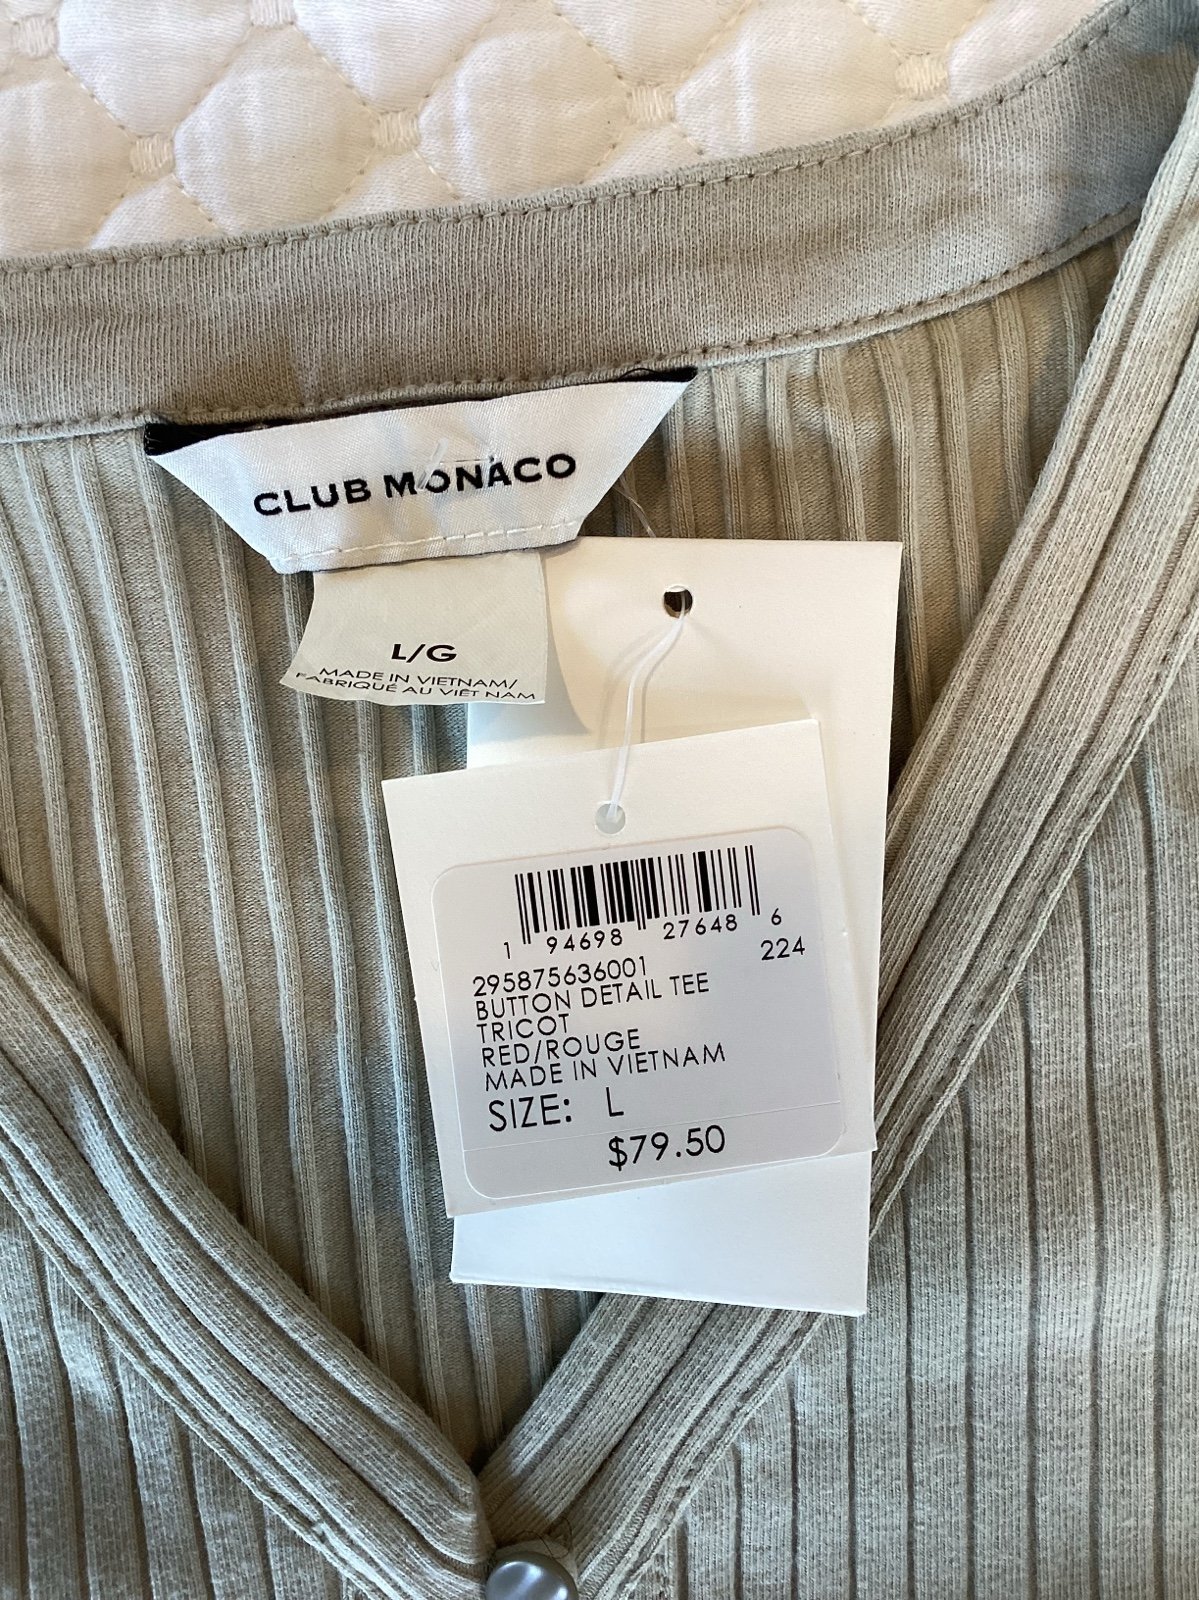 CLUB MONACO
L/G
MADE IN VIETNAM/
FABRIQUÉ AU VIÊT NAM
1 94698 27648 6
224
295875636001
BUTTON DETAIL TEE
TRICOT
RED/ROUGE
MADE IN VIETNAM
SIZE: L
$79.50